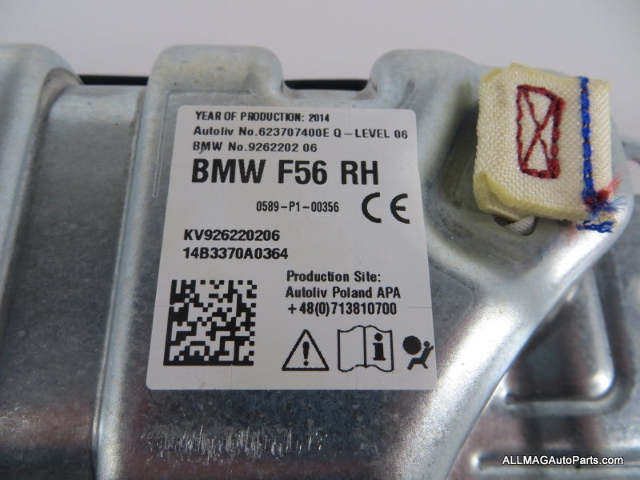 YEAR OF PRODUCTION: 2014
Autoliv No.623707400E Q-LEVEL 06
BMW No.9262202 06
BMW F56 RH
0589-P1-00356 CE
KV926220206
14B3370A0364
Production Site:
Autoliv Poland APA
+48(0)713810700
ALLMAGAutoParts.com